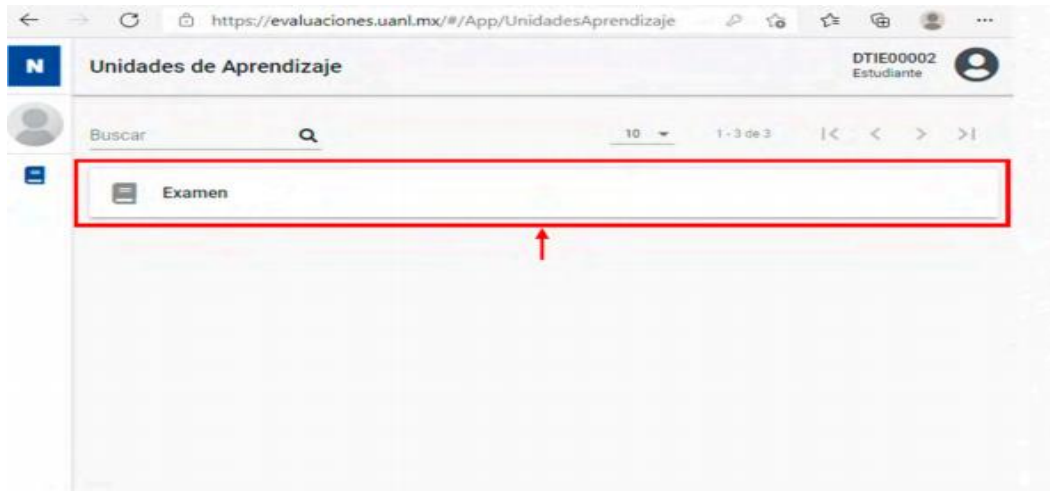 https://evaluaciones.uanl.mx/#/App/UnidadesAprendizaje
N
Unidades de Aprendizaje
DTIE00002
Estudiante
Buscar
10
1 - 3 de 3
Examen